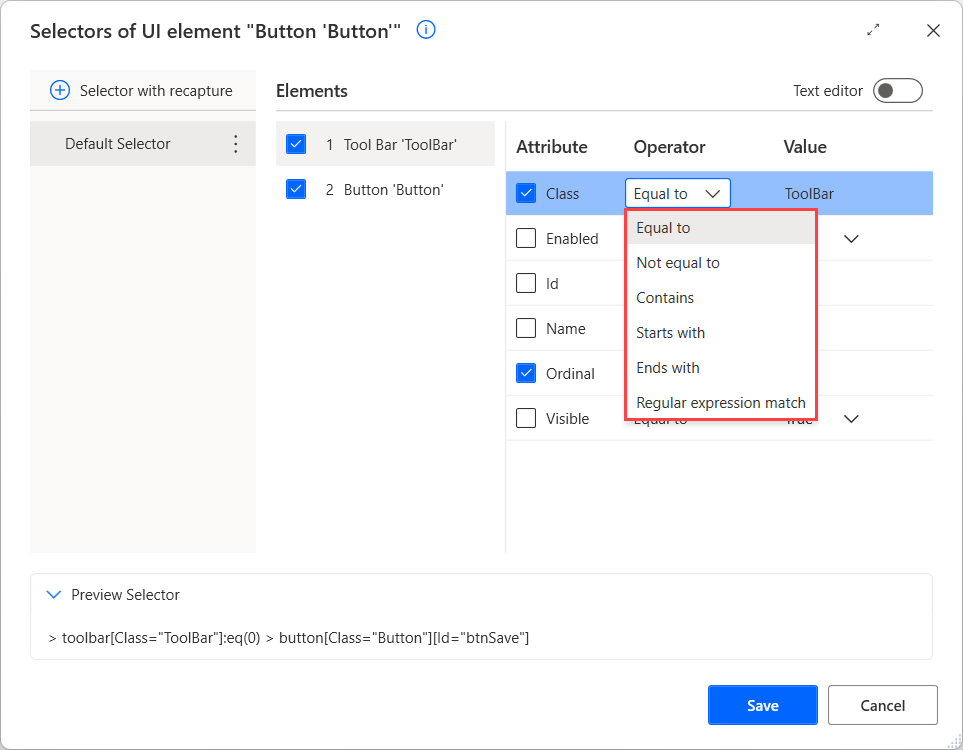 Selectors of UI element "Button 'Button'"
Selector with recapture
Default Selector
Elements
Text editor
1 Tool Bar 'ToolBar'
2 Button 'Button'
Attribute Operator Value
Class Equal to ToolBar
Equal to
Enabled
Not equal to
Id
Contains
Name
Starts with
Ordinal
Ends with
Regular expression match
Visible Equal to True
Preview Selector
> toolbar[Class="ToolBar"]:eq(0) > button[Class="Button"][Id="btnSave"]
Save
Cancel